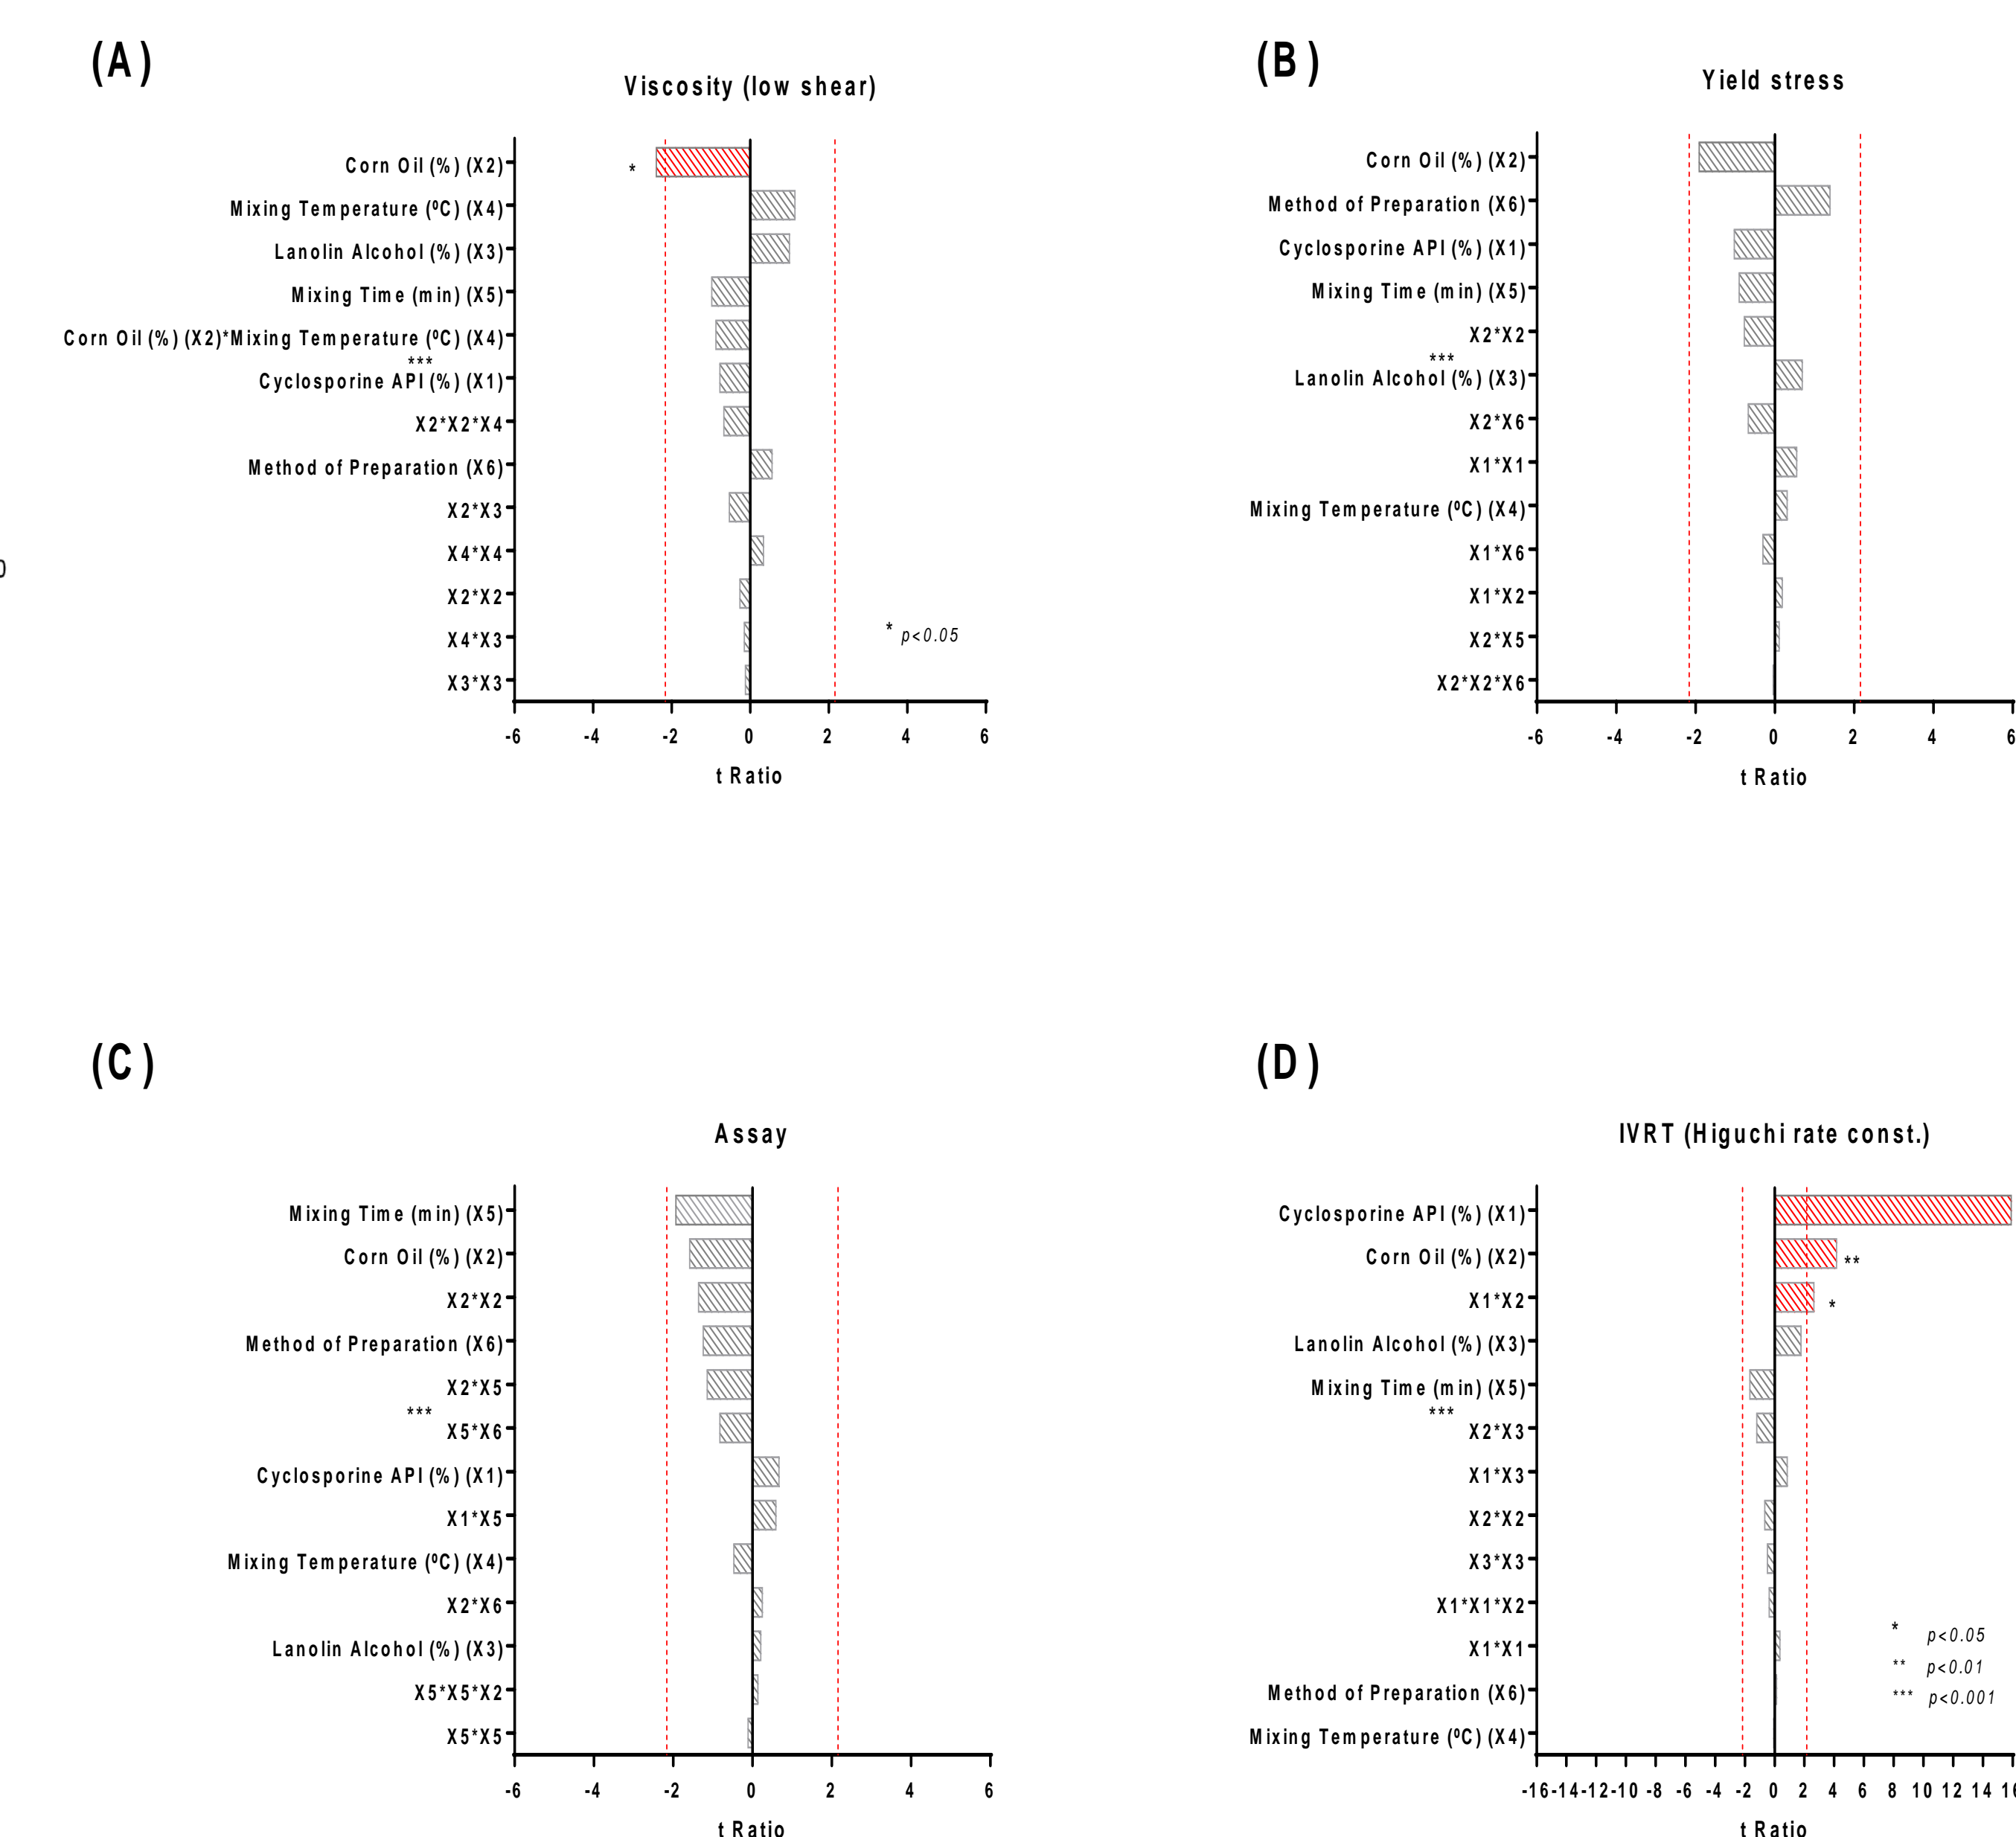 (A)
Viscosity (low shear)
Corn Oil (%) (X2)
*
Mixing Temperature (ºC) (X4)
Lanolin Alcohol (%) (X3)
Mixing Time (min) (X5)
Corn Oil (%) (X2)*Mixing Temperature (ºC) (X4)
***
Cyclosporine API (%) (X1)
X2*X2*X4
Method of Preparation (X6)
X2*X3
X4*X4
X2*X2
X4*X3
X3*X3
* p<0.05
-6 -4 -2 0 2 4 6
t Ratio
(B)
Yield stress
Corn Oil (%) (X2)
Method of Preparation (X6)
Cyclosporine API (%) (X1)
Mixing Time (min) (X5)
X2*X2
***
Lanolin Alcohol (%) (X3)
X2*X6
X1*X1
Mixing Temperature (ºC) (X4)
X1*X6
X1*X2
X2*X5
X2*X2*X6
-6 -4 -2 0 2 4 6
t Ratio
(C)
Assay
Mixing Time (min) (X5)
Corn Oil (%) (X2)
X2*X2
Method of Preparation (X6)
X2*X5
***
X5*X6
Cyclosporine API (%) (X1)
X1*X5
Mixing Temperature (ºC) (X4)
X2*X6
Lanolin Alcohol (%) (X3)
X5*X5*X2
X5*X5
-6 -4 -2 0 2 4 6
t Ratio
(D)
IVRT (Higuchi rate const.)
Cyclosporine API (%) (X1)
Corn Oil (%) (X2)
**
X1*X2
*
Lanolin Alcohol (%) (X3)
Mixing Time (min) (X5)
***
X2*X3
X1*X3
X2*X2
X3*X3
X1*X1*X2
X1*X1
Method of Preparation (X6)
Mixing Temperature (ºC) (X4)
* p<0.05
** p<0.01
*** p<0.001
-16 -14 -12 -10 -8 -6 -4 -2 0 2 4 6 8 10 12 14
t Ratio